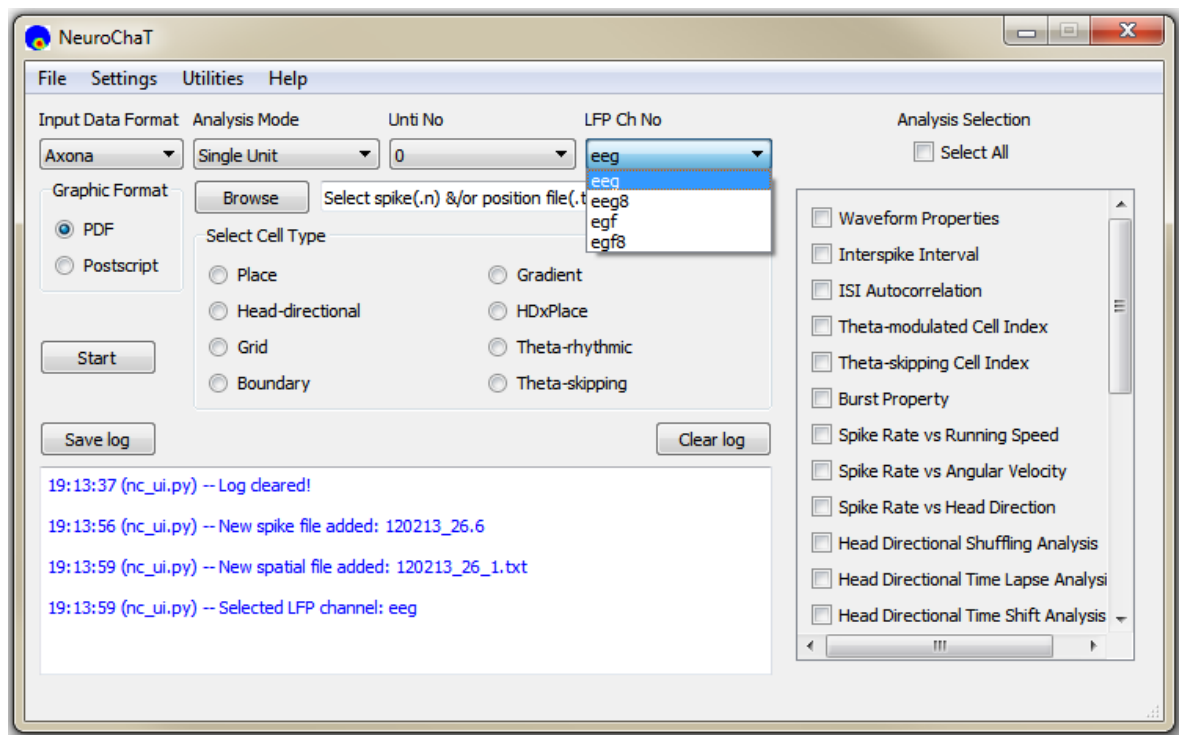 NeuroChaT
File Settings Utilities Help
Input Data Format Analysis Mode Unti No LFP Ch No Analysis Selection
Axona Single Unit 0 eeg Select All
eeg
eeg8
egf
egf8
Graphic Format
PDF
Postscript
Browse Select spike(.n) &/or position file(.t
Select Cell Type
Place Gradient
Head-directional HDxPlace
Grid Theta-rhythmic
Boundary Theta-skipping
Start
Waveform Properties
Interspike Interval
ISI Autocorrelation
Theta-modulated Cell Index
Theta-skipping Cell Index
Burst Property
Spike Rate vs Running Speed
Spike Rate vs Angular Velocity
Spike Rate vs Head Direction
Head Directional Shuffling Analysis
Head Directional Time Lapse Analysi
Head Directional Time Shift Analysis
Save log Clear log
19:13:37 (nc_ui.py) -- Log cleared!
19:13:56 (nc_ui.py) -- New spike file added: 120213_26.6
19:13:59 (nc_ui.py) -- New spatial file added: 120213_26_1.txt
19:13:59 (nc_ui.py) -- Selected LFP channel: eeg